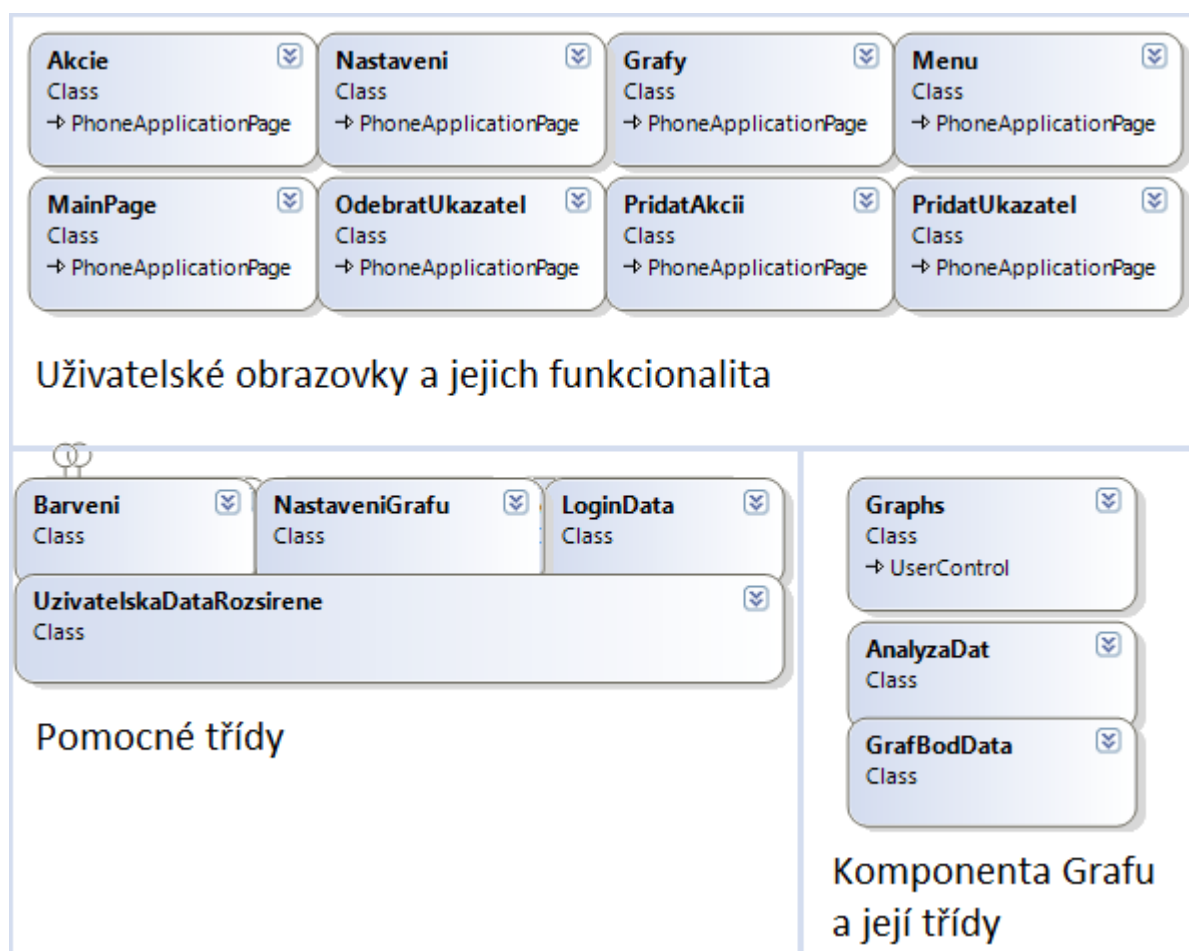 Akcie Nastaveni Grafy Menu
Class Class Class Class
PhoneApplicationPage PhoneApplicationPage PhoneApplicationPage PhoneApplicationPage
MainPage OdebratUkazatel PridatAkcii PridatUkazatel
Class Class Class Class
PhoneApplicationPage PhoneApplicationPage PhoneApplicationPage PhoneApplicationPage
Uživatelské obrazovky a jejich funkcionalita
Barveni NastaveniGrafu LoginData
Class Class Class
UzivatelskaDataRozsirene
Class
Pomocné třídy
Graphs
Class
UserControl
AnalyzaDat
Class
GrafBodData
Class
Komponenta Grafu
a její třídy